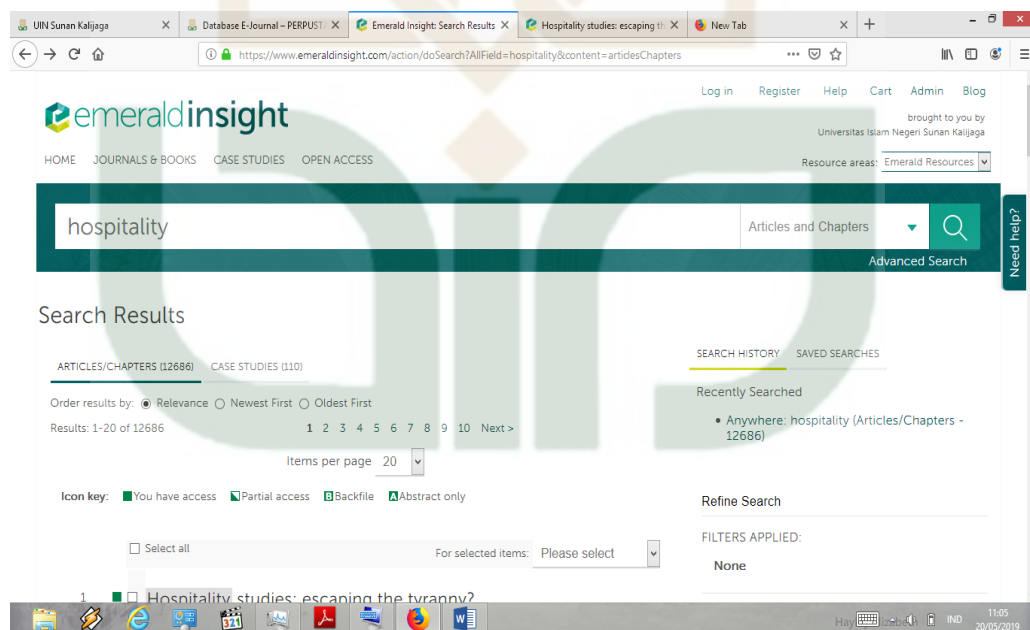 UIN Sunan Kalijaga
Database E-Journal – PERPUST
Emerald Insight: Search Results
Hospitality studies: escaping th
New Tab
https://www.emeraldinsight.com/action/doSearch?AllField=hospitality&content=articlesChapters
Log in Register Help Cart Admin Blog
emeraldinsight
brought to you by
Universitas Islam Negeri Sunan Kalijaga
HOME JOURNALS & BOOKS CASE STUDIES OPEN ACCESS
Resource areas: Emerald Resources
Need help?
hospitality
Articles and Chapters
Advanced Search
Search Results
ARTICLES/CHAPTERS (12686) CASE STUDIES (110)
Order results by: Relevance Newest First Oldest First
Results: 1-20 of 12686
1 2 3 4 5 6 7 8 9 10 Next >
Items per page 20
Icon key: You have access Partial access B Backfile A Abstract only
Select all
For selected items: Please select
1 Hospitality studies: escaping the tyranny?
SEARCH HISTORY SAVED SEARCHES
Recently Searched
• Anywhere: hospitality (Articles/Chapters -
12686)
Refine Search
FILTERS APPLIED:
None
321
IND
11:05
20/05/2019